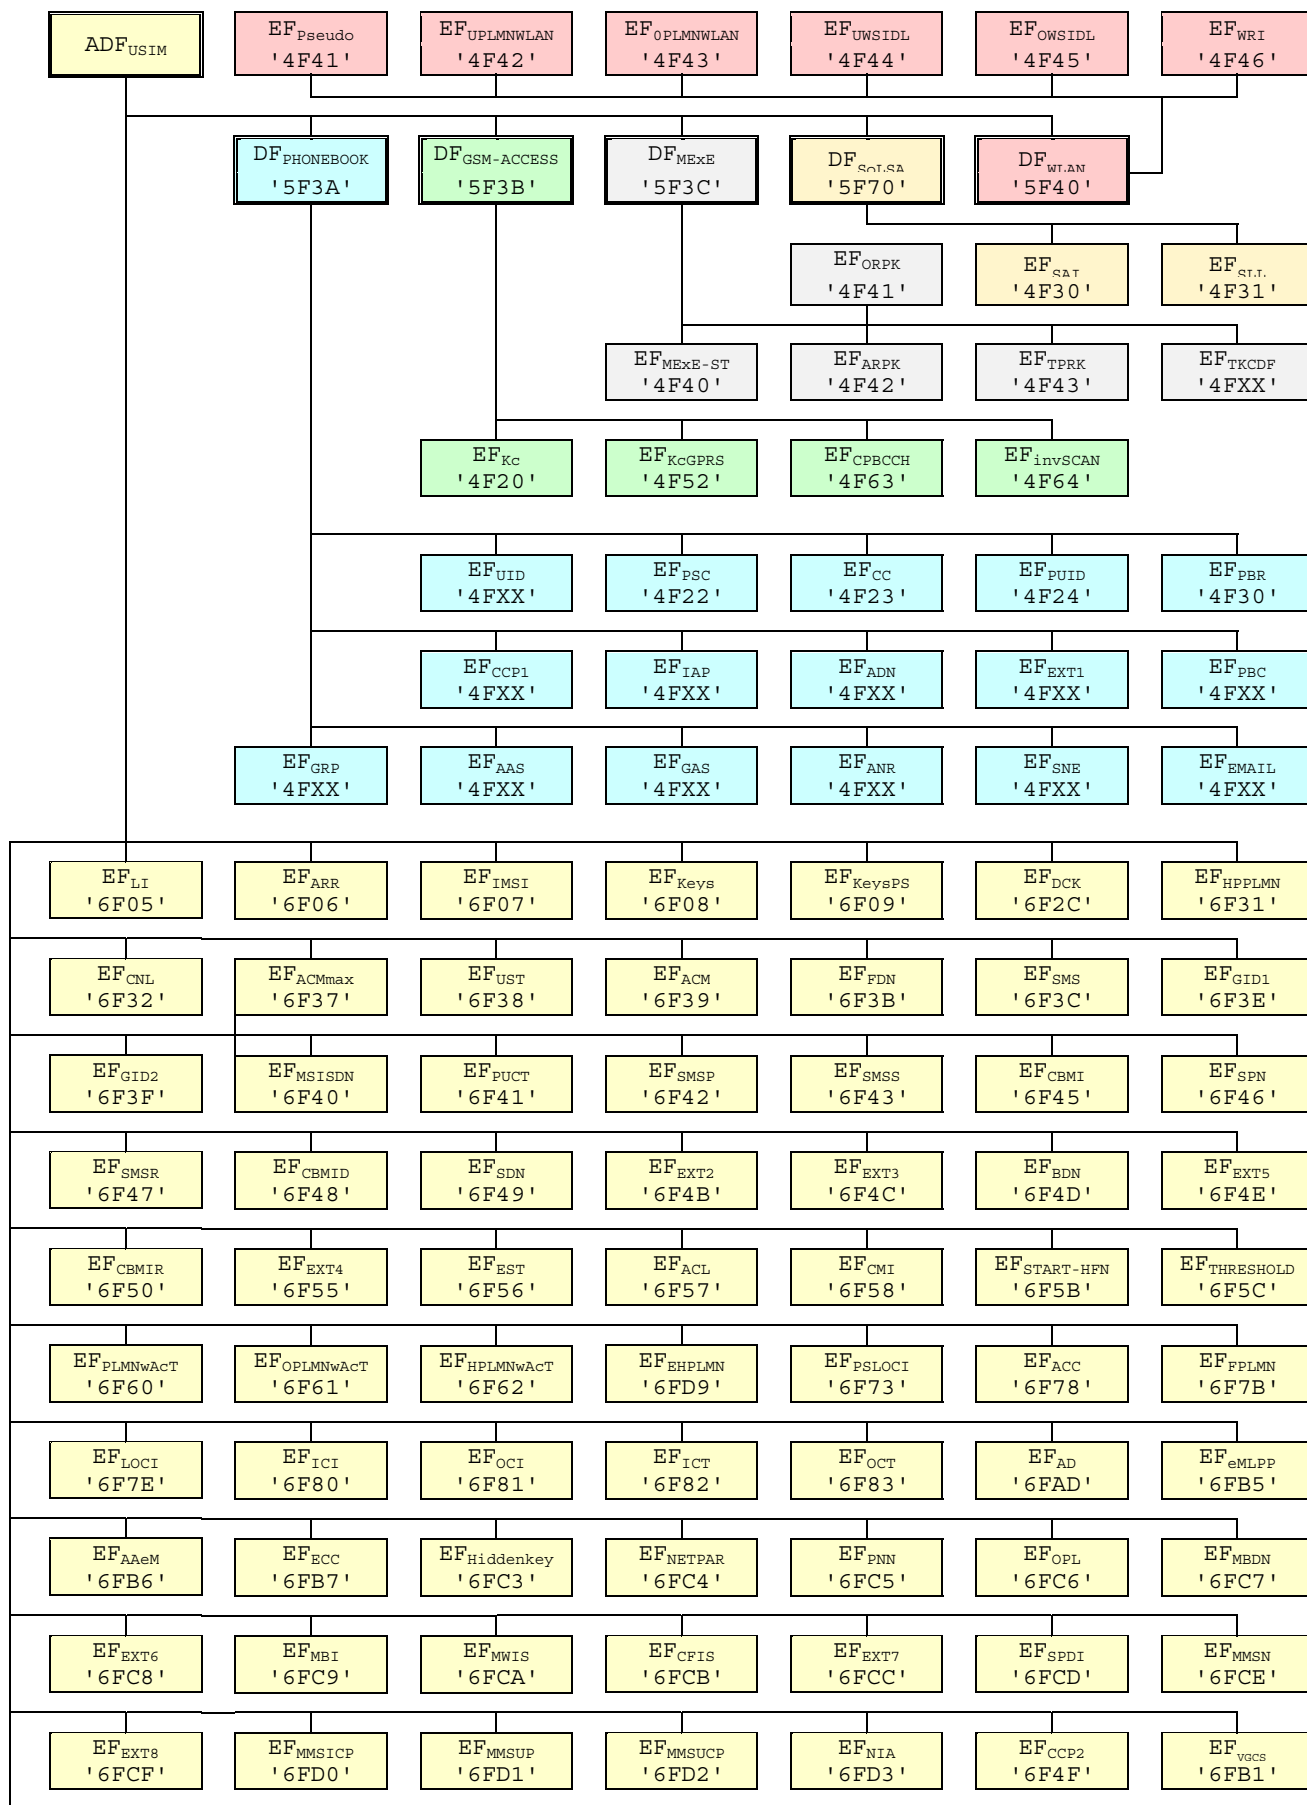 ADFUSIM
EFPseudo
'4F41'
EFUPLMNWLAN
'4F42'
EF0PLMNWLAN
'4F43'
EFUWSIDL
'4F44'
EFOWSIDL
'4F45'
EFWRI
'4F46'
DFPHONEBOOK
'5F3A'
DFGSM-ACCESS
'5F3B'
DFMExE
'5F3C'
DFSoLSA
'5F70'
DFWLAN
'5F40'
EFORPK
'4F41'
EFSAI
'4F30'
EFSLL
'4F31'
EFMExE-ST
'4F40'
EFARPK
'4F42'
EFTPRK
'4F43'
EFTKCDF
'4FXX'
EFKc
'4F20'
EFKcGPRS
'4F52'
EFCPBCCH
'4F63'
EFinvSCAN
'4F64'
EFUID
'4FXX'
EFPSC
'4F22'
EFCC
'4F23'
EFPUID
'4F24'
EFPBR
'4F30'
EFCCP1
'4FXX'
EFIAP
'4FXX'
EFADN
'4FXX'
EFEXT1
'4FXX'
EFPBC
'4FXX'
EFGRP
'4FXX'
EFAAS
'4FXX'
EFGAS
'4FXX'
EFANR
'4FXX'
EFSNE
'4FXX'
EFEMAIL
'4FXX'
EFLI
'6F05'
EFARR
'6F06'
EFIMSI
'6F07'
EFKeys
'6F08'
EFKeysPS
'6F09'
EFDCK
'6F2C'
EFHPPLMN
'6F31'
EFCNL
'6F32'
EFACMmax
'6F37'
EFUST
'6F38'
EFACM
'6F39'
EFFDN
'6F3B'
EFSMS
'6F3C'
EFGID1
'6F3E'
EFGID2
'6F3F'
EFMSISDN
'6F40'
EFPUCT
'6F41'
EFSMSP
'6F42'
EFSMSS
'6F43'
EFCBMI
'6F45'
EFSPN
'6F46'
EFSMSR
'6F47'
EFCBMID
'6F48'
EFSDN
'6F49'
EFEXT2
'6F4B'
EFEXT3
'6F4C'
EFBDN
'6F4D'
EFEXT5
'6F4E'
EFCBMIR
'6F50'
EFEXT4
'6F55'
EFEST
'6F56'
EFACL
'6F57'
EFCMI
'6F58'
EFSTART-HFN
'6F5B'
EFTHRESHOLD
'6F5C'
EFPLMNwAcT
'6F60'
EFOPLMNwAcT
'6F61'
EFHPLMNwAcT
'6F62'
EFEHPLMN
'6FD9'
EFPSLOCI
'6F73'
EFACC
'6F78'
EFFPLMN
'6F7B'
EFLOCI
'6F7E'
EFICI
'6F80'
EFOCI
'6F81'
EFICT
'6F82'
EFOCT
'6F83'
EFAD
'6FAD'
EFeMLPP
'6FB5'
EFAAeM
'6FB6'
EFECC
'6FB7'
EFHiddenkey
'6FC3'
EFNETPAR
'6FC4'
EFPNN
'6FC5'
EFOPL
'6FC6'
EFMBDN
'6FC7'
EFEXT6
'6FC8'
EFMBI
'6FC9'
EFMWIS
'6FCA'
EFCFIS
'6FCB'
EFEXT7
'6FCC'
EFSPDI
'6FCD'
EFMMSN
'6FCE'
EFEXT8
'6FCF'
EFMMSICP
'6FD0'
EFMMSUP
'6FD1'
EFMMSUCP
'6FD2'
EFNIA
'6FD3'
EFCCP2
'6F4F'
EFVGCS
'6FB1'